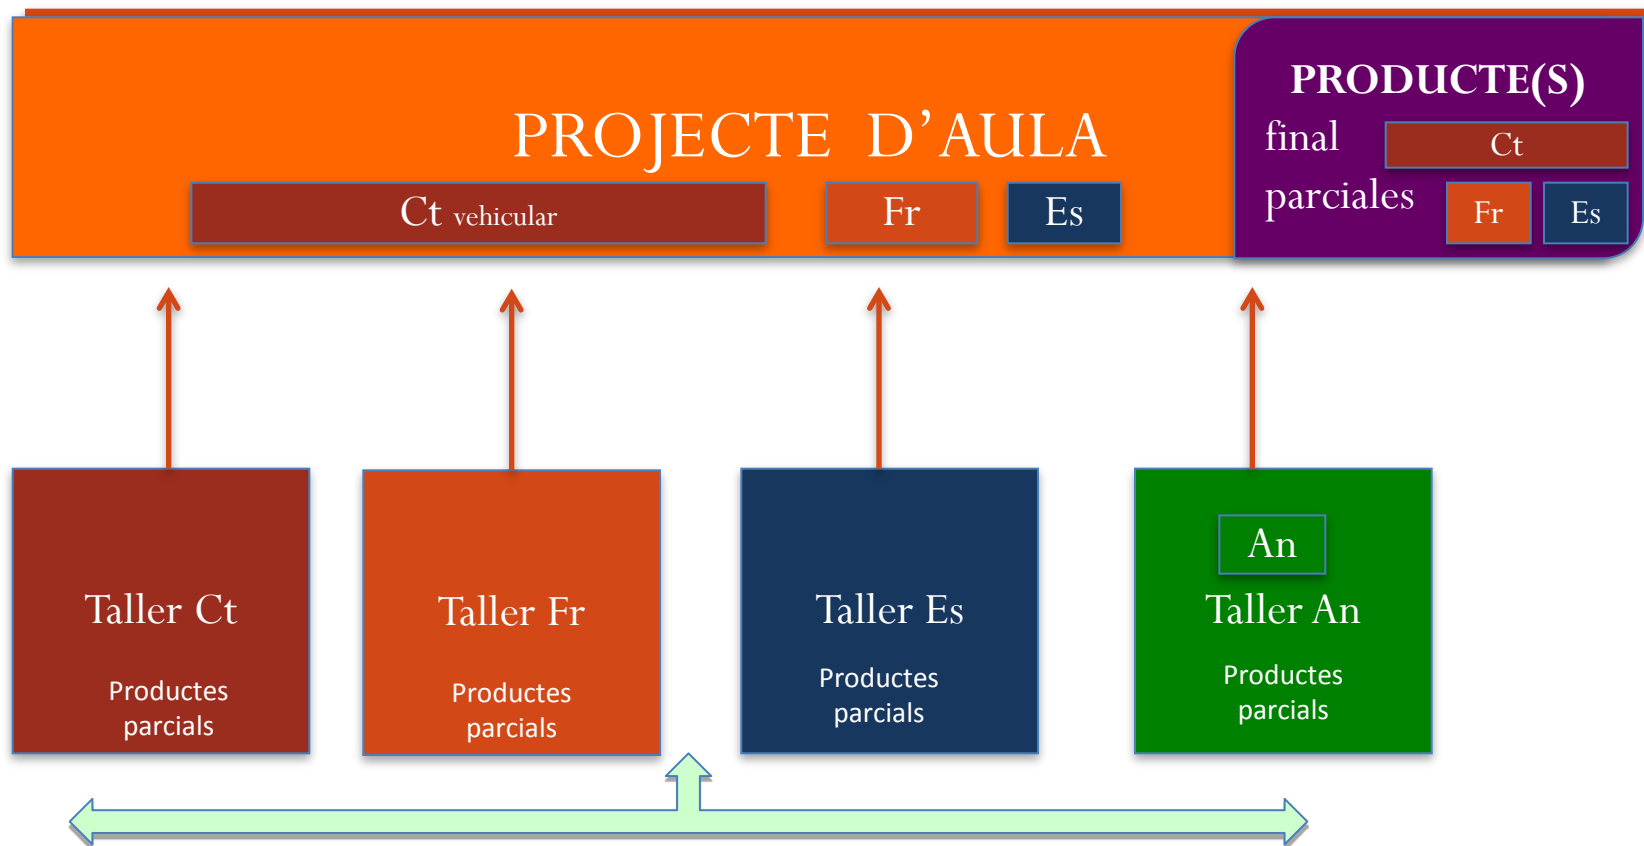 PROJECTE D’AULA
Ct vehicular
Fr
Es
PRODUCTE(S)
final
Ct
parciales
Fr
Es
Taller Ct
Productes
parcials
Taller Fr
Productes
parcials
Taller Es
Productes
parcials
An
Taller An
Productes
parcials